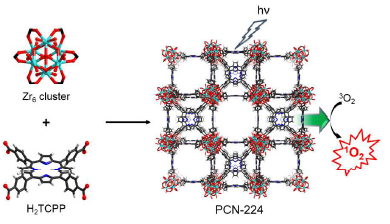 hν
Zr₆ cluster
+
H₂TCPP
PCN-224
³O₂
¹O₂